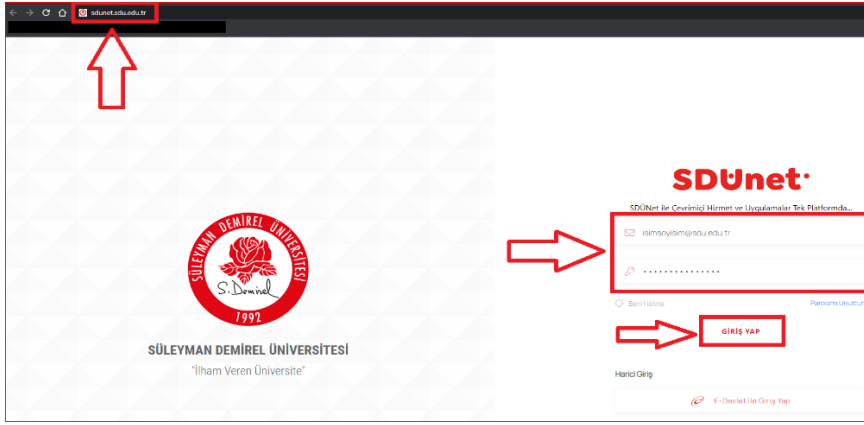 sdunet.sdu.edu.tr
SÜLEYMAN DEMİREL ÜNİVERSİTESİ
S. Demirel
1992
SÜLEYMAN DEMİREL ÜNİVERSİTESİ
"İlham Veren Üniversite"
SDÜnet
SDÜNet ile Çevrimiçi Hizmet ve Uygulamalar Tek Platformda...
isimsoyisim@sdu.edu.tr
Beni Hatırla
Parolamı Unuttum
GİRİŞ YAP
Harici Giriş
E-Devlet İle Giriş Yap